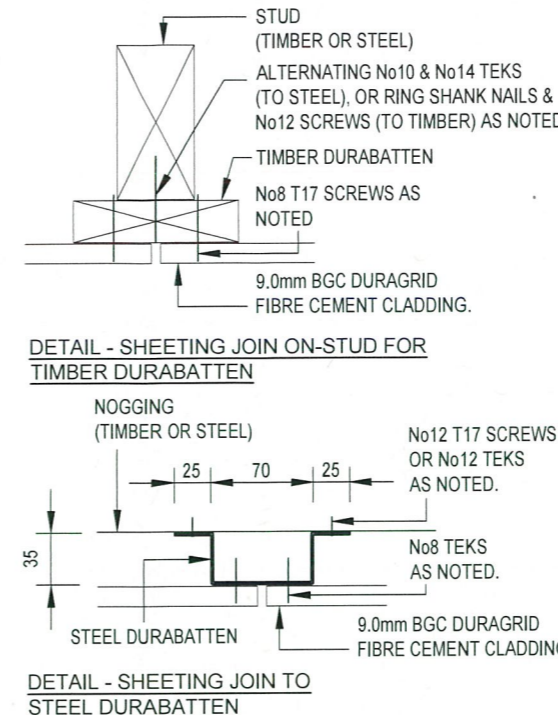 STUD
(TIMBER OR STEEL)
ALTERNATING No10 & No14 TEKS
(TO STEEL), OR RING SHANK NAILS &
No12 SCREWS (TO TIMBER) AS NOTED
TIMBER DURABATTEN
No8 T17 SCREWS AS
NOTED
9.0mm BGC DURAGRID
FIBRE CEMENT CLADDING.
DETAIL - SHEETING JOIN ON-STUD FOR
TIMBER DURABATTEN
NOGGING
(TIMBER OR STEEL)
No12 T17 SCREWS
OR No12 TEKS
AS NOTED.
25 70 25
35
No8 TEKS
AS NOTED.
STEEL DURABATTEN
9.0mm BGC DURAGRID
FIBRE CEMENT CLADDING
DETAIL - SHEETING JOIN TO
STEEL DURABATTEN